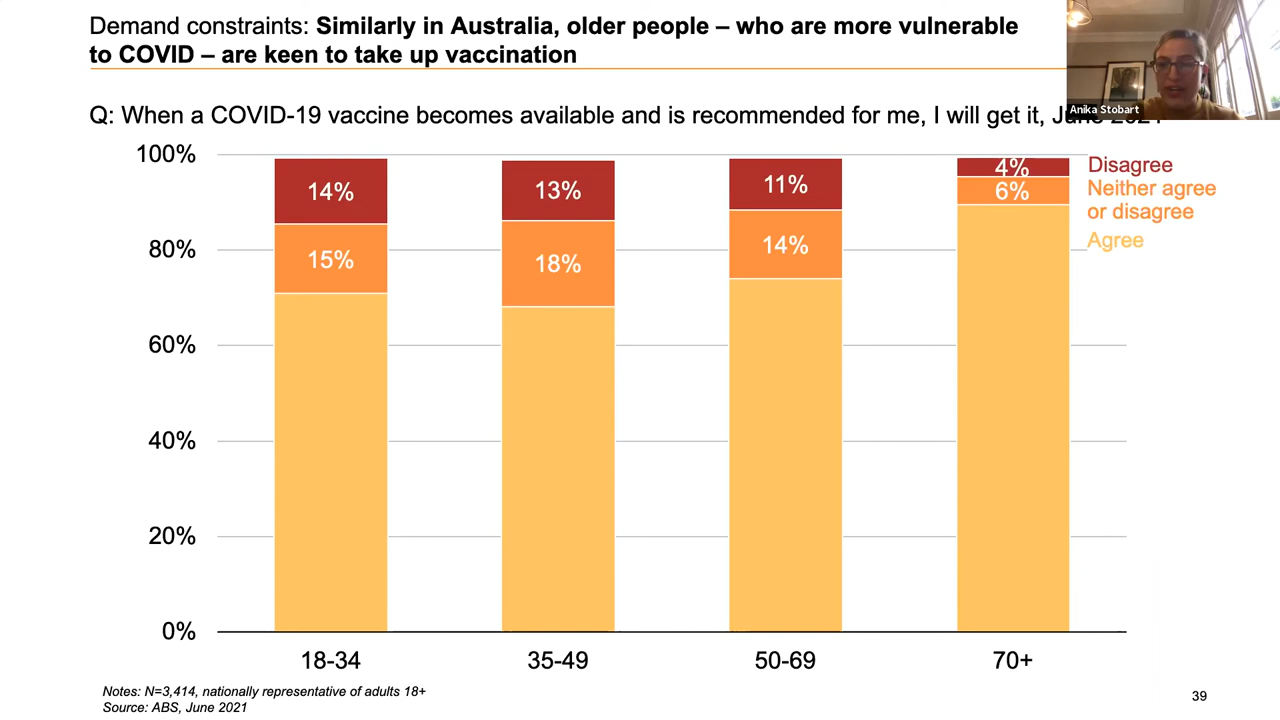 Demand constraints: Similarly in Australia, older people – who are more vulnerable
to COVID – are keen to take up vaccination
Anika Stobart
Q: When a COVID-19 vaccine becomes available and is recommended for me, I will get it, June 2021
100%
80%
60%
40%
20%
0%
14%
15%
13%
18%
11%
14%
4%
6%
Disagree
Neither agree
or disagree
Agree
18-34
35-49
50-69
70+
Notes: N=3,414, nationally representative of adults 18+
Source: ABS, June 2021
39